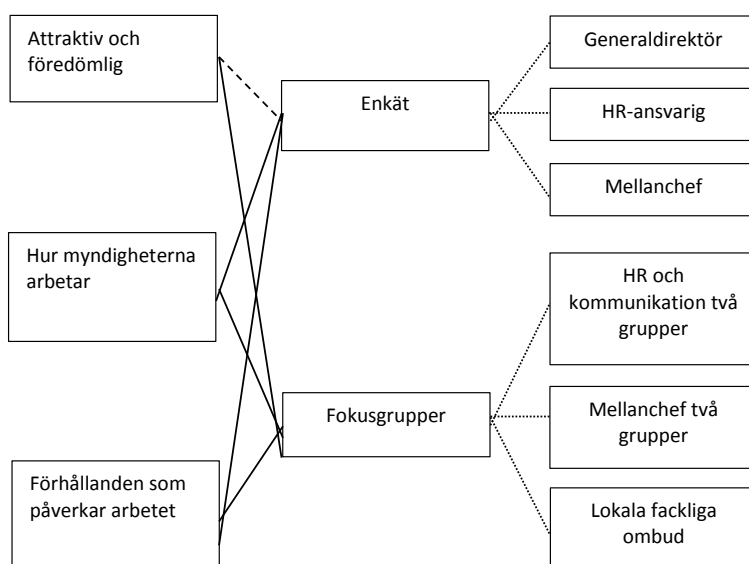 Attraktiv och
föredömlig
Hur myndigheterna
arbetar
Förhållanden som
påverkar arbetet
Enkät
Fokusgrupper
Generaldirektör
HR-ansvarig
Mellanchef
HR och
kommunikation två
grupper
Mellanchef två
grupper
Lokala fackliga
ombud